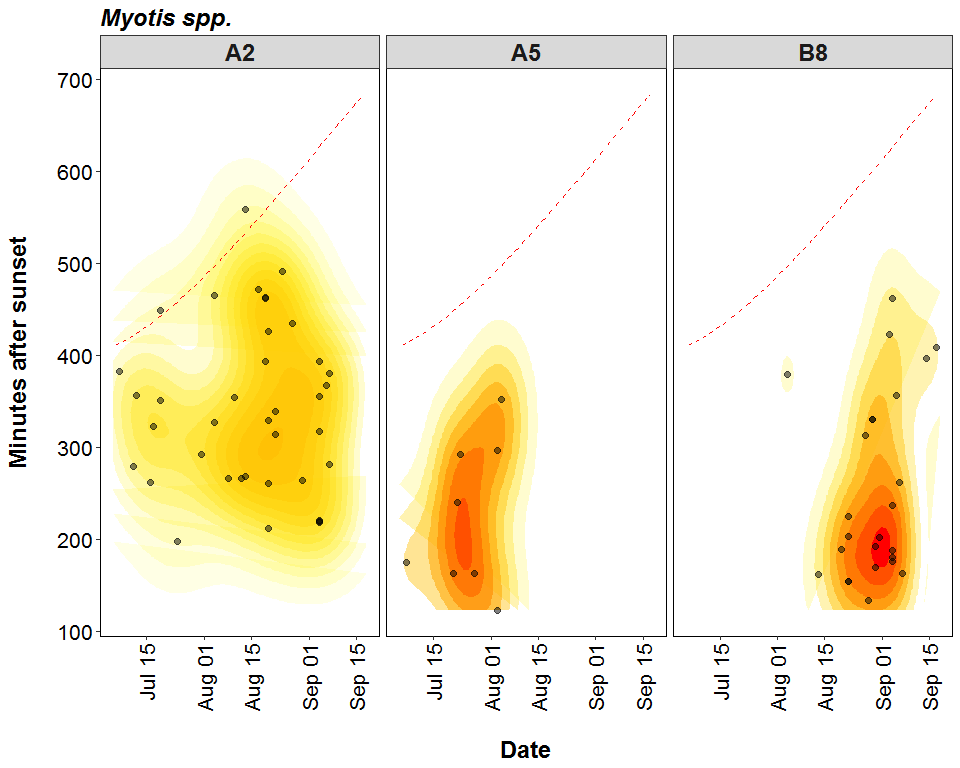 Myotis spp.
A2 A5 B8
Minutes after sunset
700
600
500
400
300
200
100
Jul 15 Aug 01 Aug 15 Sep 01 Sep 15 Jul 15 Aug 01 Aug 15 Sep 01 Sep 15 Jul 15 Aug 01 Aug 15 Sep 01 Sep 15
Date